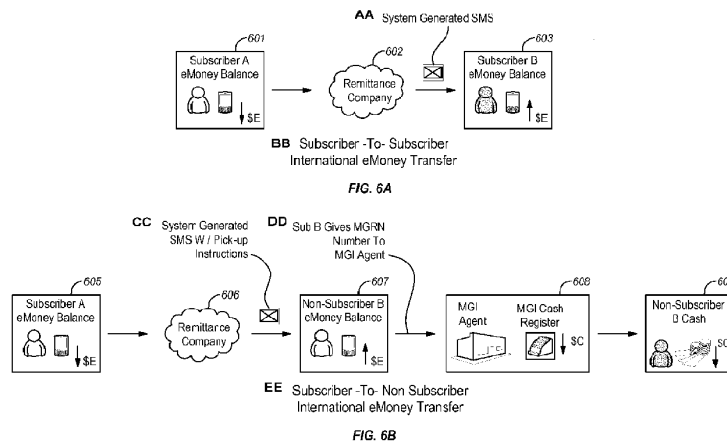 AA System Generated SMS
601
602
603
Subscriber A
eMoney Balance
Remittance
Company
Subscriber B
eMoney Balance
$E
$E
BB Subscriber -To- Subscriber
International eMoney Transfer
FIG. 6A
CC System Generated
SMS W / Pick-up
Instructions
DD Sub B Gives MGRN
Number To
MGI Agent
605
606
607
608
Subscriber A
eMoney Balance
Remittance
Company
Non-Subscriber B
eMoney Balance
MGI
Agent
MGI Cash
Register
Non-Subscriber
B Cash
$E
$E
$C
EE Subscriber -To- Non Subscriber
International eMoney Transfer
FIG. 6B